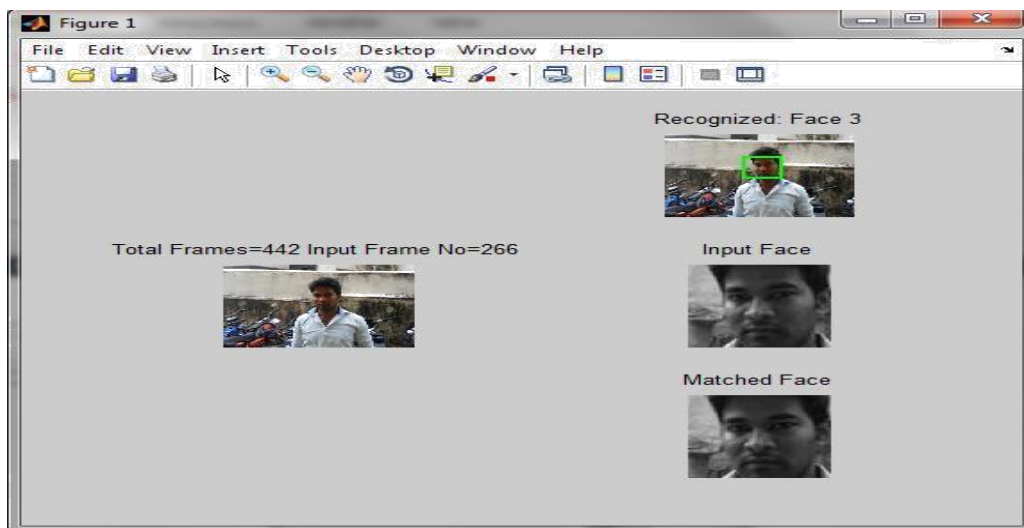 Figure 1
File Edit View Insert Tools Desktop Window Help
Recognized: Face 3
Total Frames=442 Input Frame No=266
Input Face
Matched Face